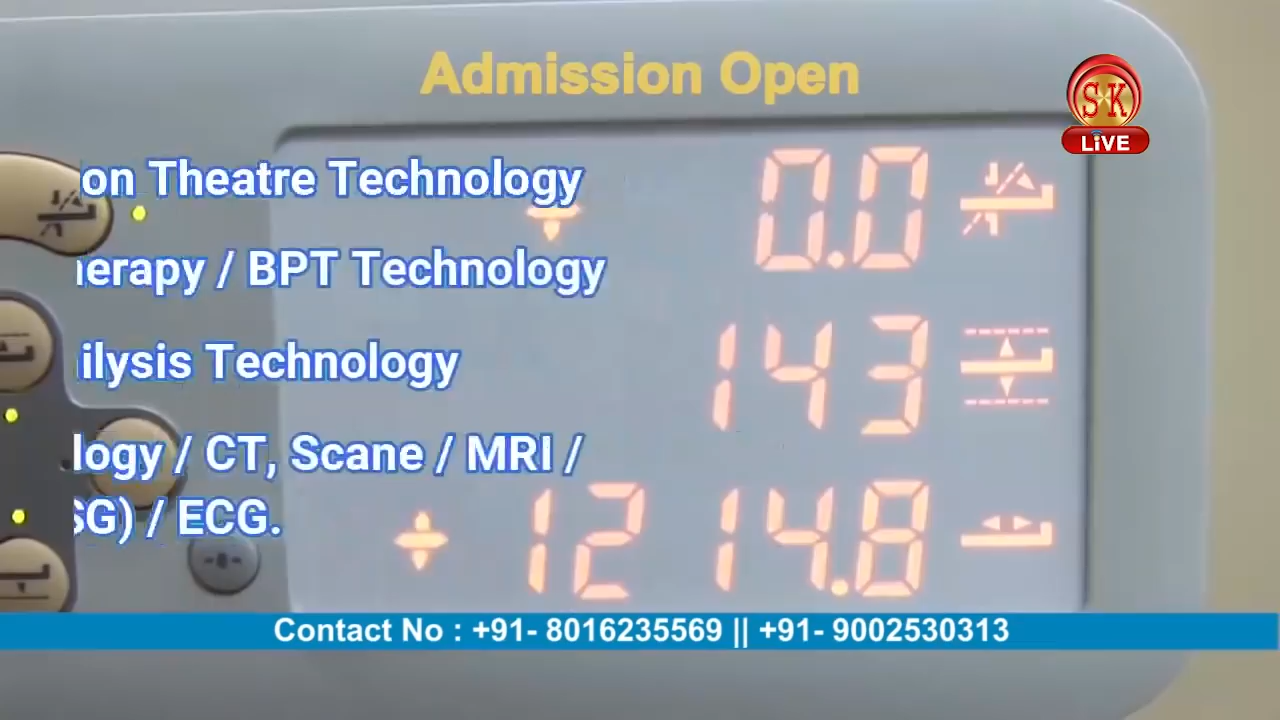 Admission Open
SK
LiVE
on Theatre Technology
0.0
erapy / BPT Technology
143
ilysis Technology
logy / CT, Scane / MRI /
G) / ECG.
12 14.8
Contact No : +91- 8016235569 || +91- 9002530313